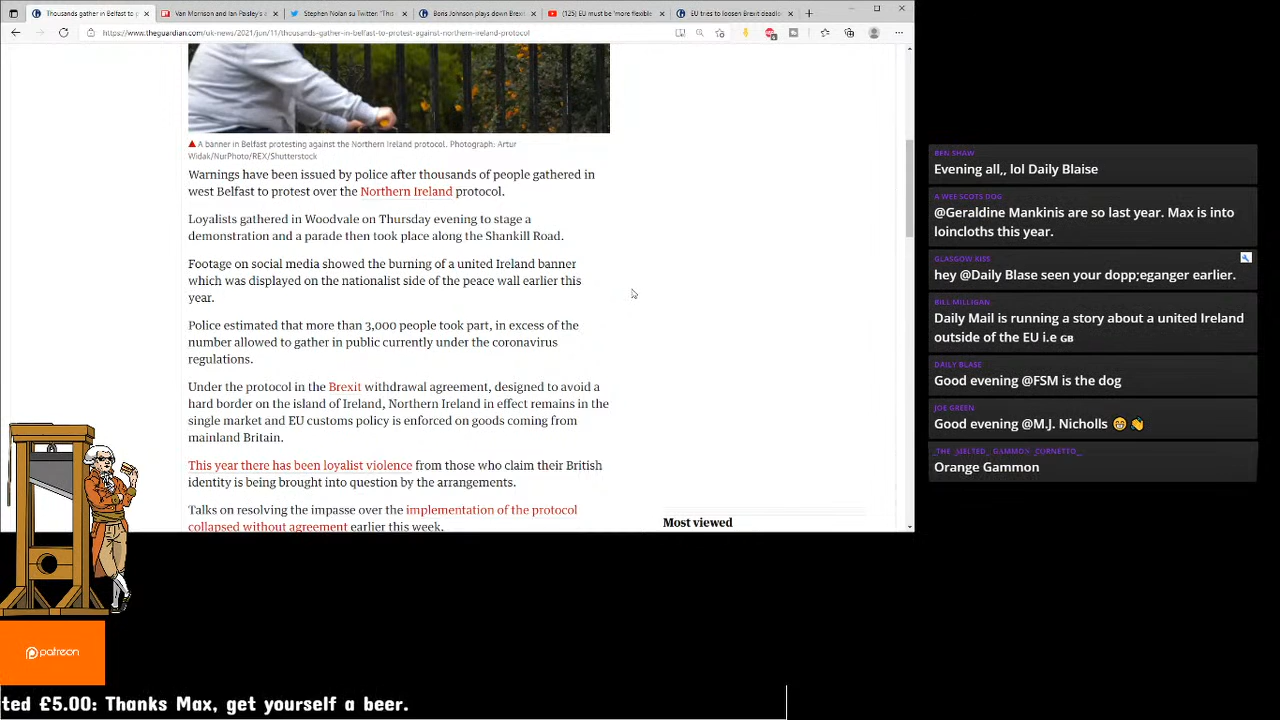 Thousands gather in Belfast to p
Van Morrison and Ian Paisley's d
Stephen Nolan su Twitter: "This
Boris Johnson plays down Brexit
(125) EU must be 'more flexible
EU tries to loosen Brexit deadlo
https://www.theguardian.com/uk-news/2021/jun/11/thousands-gather-in-belfast-to-protest-against-northern-ireland-protocol
A banner in Belfast protesting against the Northern Ireland protocol. Photograph: Artur
Widak/NurPhoto/REX/Shutterstock
Warnings have been issued by police after thousands of people gathered in
west Belfast to protest over the Northern Ireland protocol.
Loyalists gathered in Woodvale on Thursday evening to stage a
demonstration and a parade then took place along the Shankill Road.
Footage on social media showed the burning of a united Ireland banner
which was displayed on the nationalist side of the peace wall earlier this
year.
Police estimated that more than 3,000 people took part, in excess of the
number allowed to gather in public currently under the coronavirus
regulations.
Under the protocol in the Brexit withdrawal agreement, designed to avoid a
hard border on the island of Ireland, Northern Ireland in effect remains in the
single market and EU customs policy is enforced on goods coming from
mainland Britain.
This year there has been loyalist violence from those who claim their British
identity is being brought into question by the arrangements.
Talks on resolving the impasse over the implementation of the protocol
collapsed without agreement earlier this week.
Most viewed
BEN SHAW
Evening all,, lol Daily Blaise
A WEE SCOTS DOG
@Geraldine Mankinis are so last year. Max is into
loincloths this year.
GLASGOW KISS
hey @Daily Blase seen your dopp;eganger earlier.
BILL MILLIGAN
Daily Mail is running a story about a united Ireland
outside of the EU i.e GB
DAILY BLASE
Good evening @FSM is the dog
JOE GREEN
Good evening @M.J. Nicholls 😁 👏
_THE_MELTED_GAMMON_CORNETTO_
Orange Gammon
patreon
ted £5.00: Thanks Max, get yourself a beer.